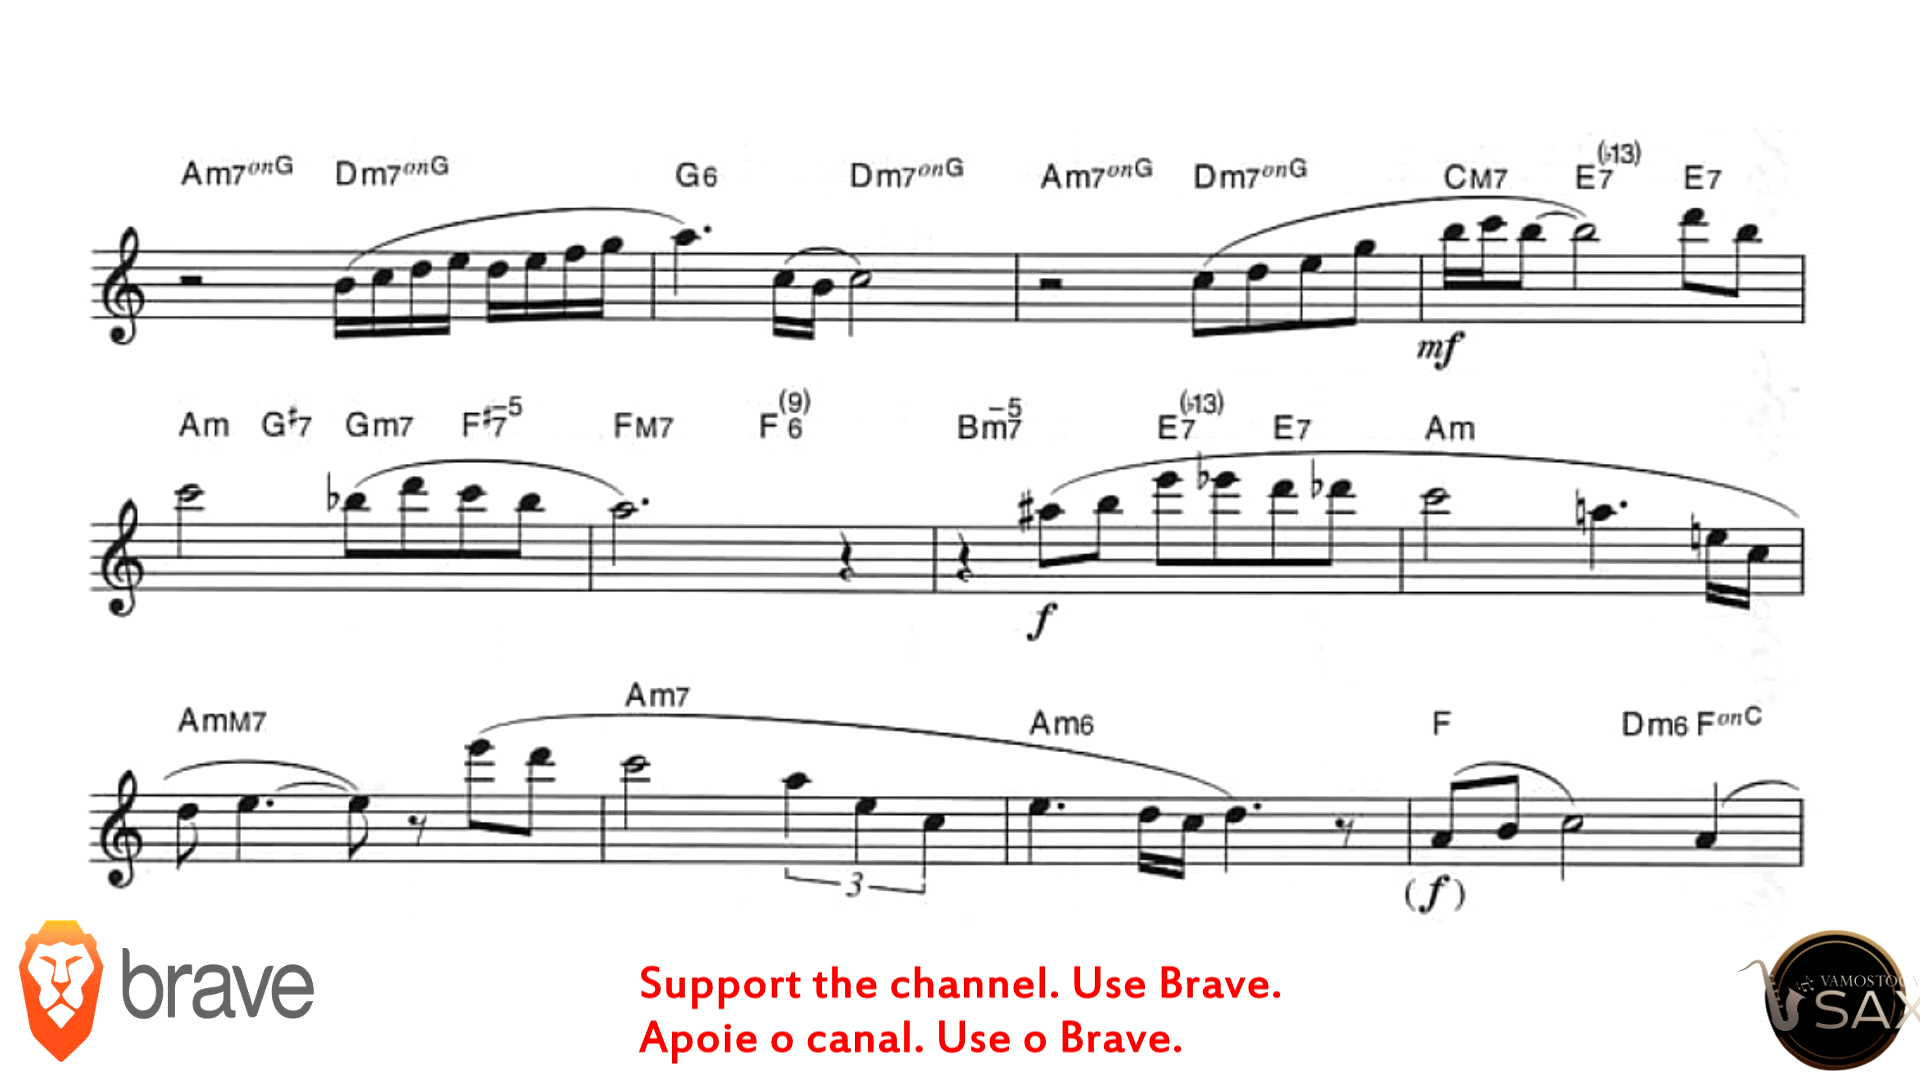 Am7onG Dm7onG G6 Dm7onG Am7onG Dm7onG CM7 E7(♭13) E7
mf
Am G♯7 Gm7 F♯7-5 FM7 F6(9) Bm7-5 E7(♭13) E7 Am
f
AmM7 Am7 Am6 F Dm6 FonC
3
(f)
brave
Support the channel. Use Brave.
Apoie o canal. Use o Brave.
SAX